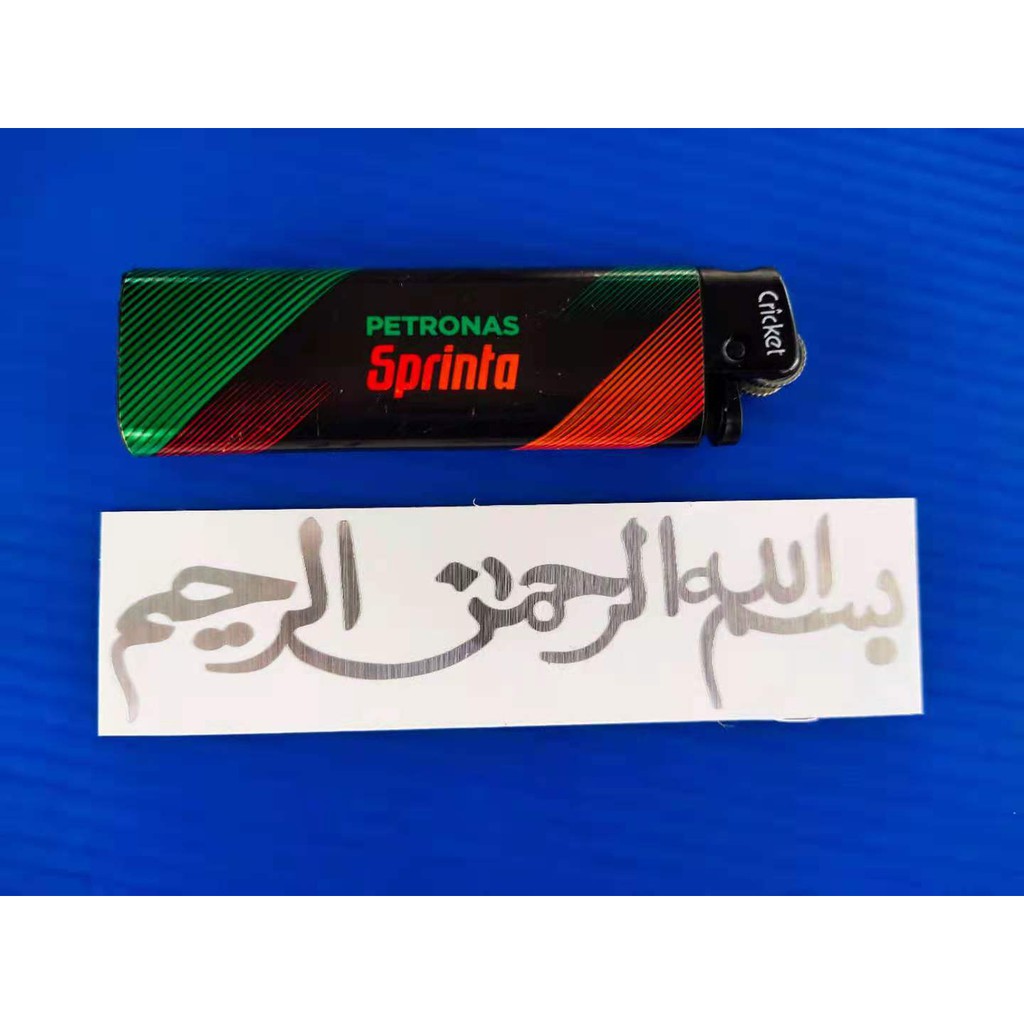 PETRONAS
Sprinta
Cricket
بسم الله الرحمن الرحيم